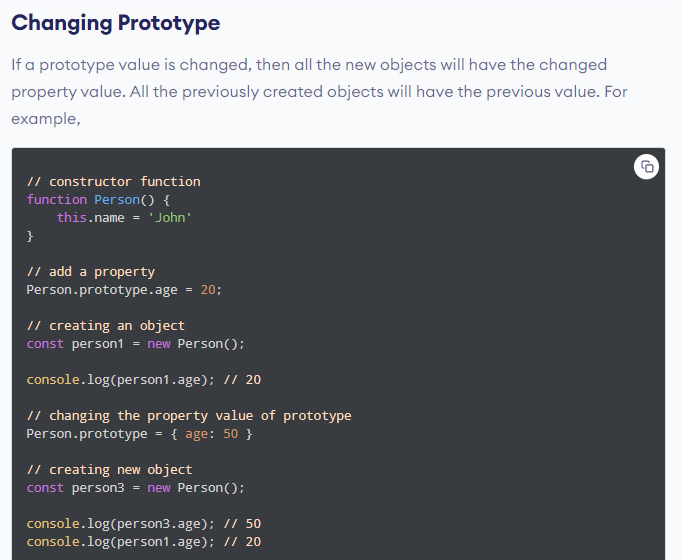 Changing Prototype
If a prototype value is changed, then all the new objects will have the changed
property value. All the previously created objects will have the previous value. For
example,
// constructor function
function Person() {
    this.name = 'John'
}
// add a property
Person.prototype.age = 20;
// creating an object
const person1 = new Person();
console.log(person1.age); // 20
// changing the property value of prototype
Person.prototype = { age: 50 }
// creating new object
const person3 = new Person();
console.log(person3.age); // 50
console.log(person1.age); // 20